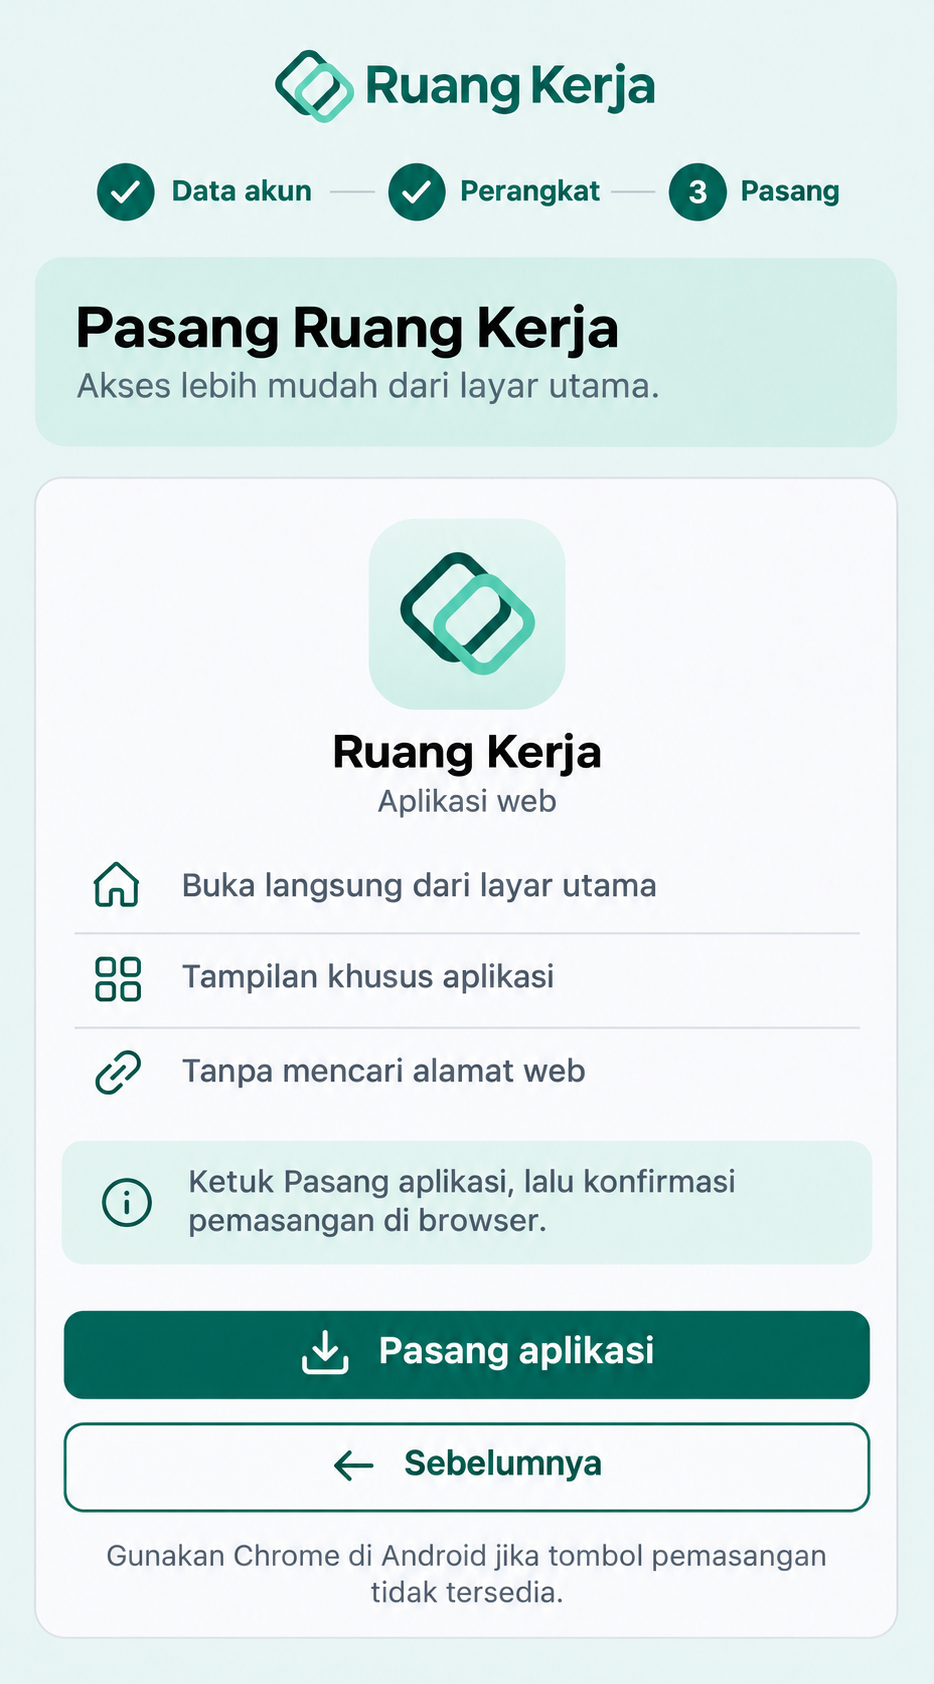 Ruang Kerja
Data akun
Perangkat
3 Pasang
Pasang Ruang Kerja
Akses lebih mudah dari layar utama.
Ruang Kerja
Aplikasi web
Buka langsung dari layar utama
Tampilan khusus aplikasi
Tanpa mencari alamat web
Ketuk Pasang aplikasi, lalu konfirmasi
pemasangan di browser.
Pasang aplikasi
Sebelumnya
Gunakan Chrome di Android jika tombol pemasangan
tidak tersedia.